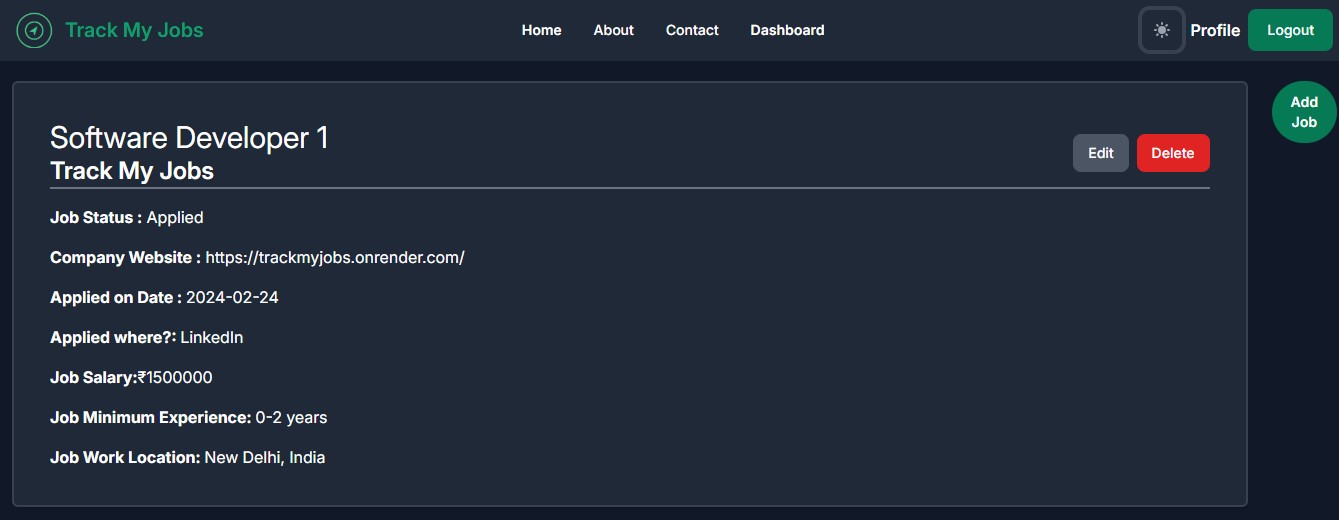 Track My Jobs
Home About Contact Dashboard
Profile Logout
Add
Job
Software Developer 1
Track My Jobs
Edit Delete
Job Status : Applied
Company Website : https://trackmyjobs.onrender.com/
Applied on Date : 2024-02-24
Applied where?: LinkedIn
Job Salary:₹1500000
Job Minimum Experience: 0-2 years
Job Work Location: New Delhi, India